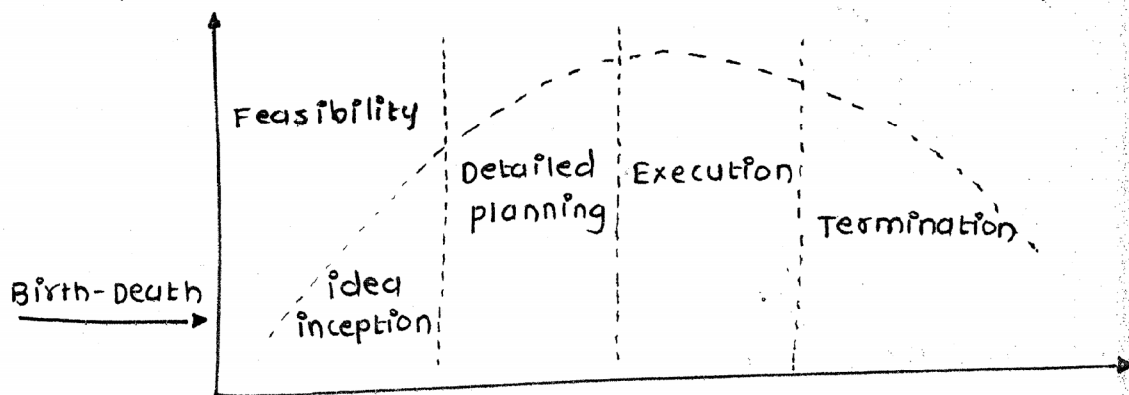 Feasibility
Detailed
planning
Execution
Termination
Birth-Death
idea
inception